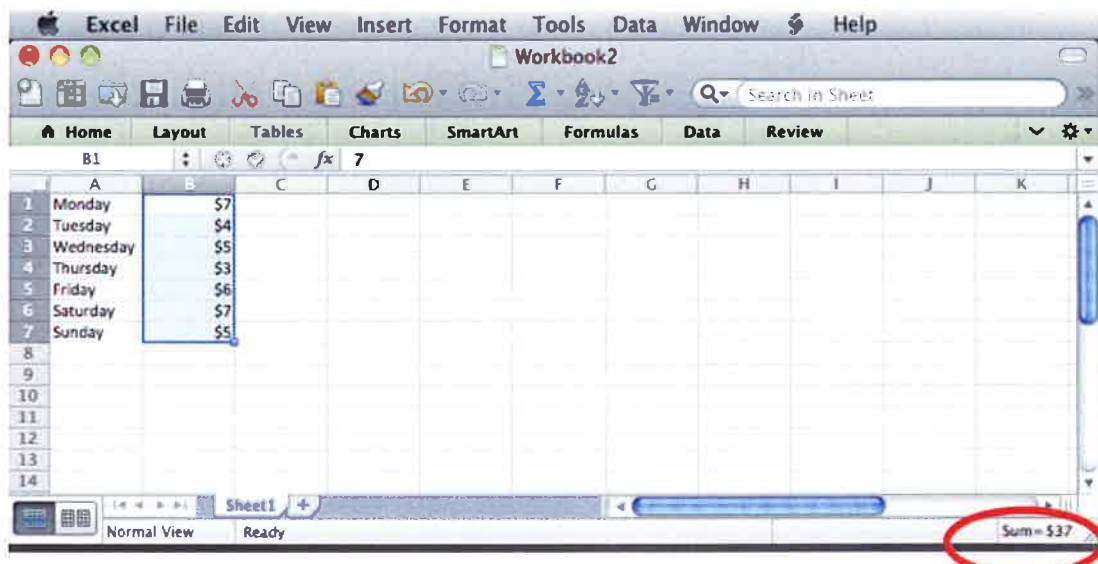 Excel File Edit View Insert Format Tools Data Window Help
Workbook2
Search in Sheet
Home Layout Tables Charts SmartArt Formulas Data Review
B1 fx 7
A B C D E F G H I J K
1 Monday $7
2 Tuesday $4
3 Wednesday $5
4 Thursday $3
5 Friday $6
6 Saturday $7
7 Sunday $5
8
9
10
11
12
13
14
Sheet1
Normal View Ready Sum=$37